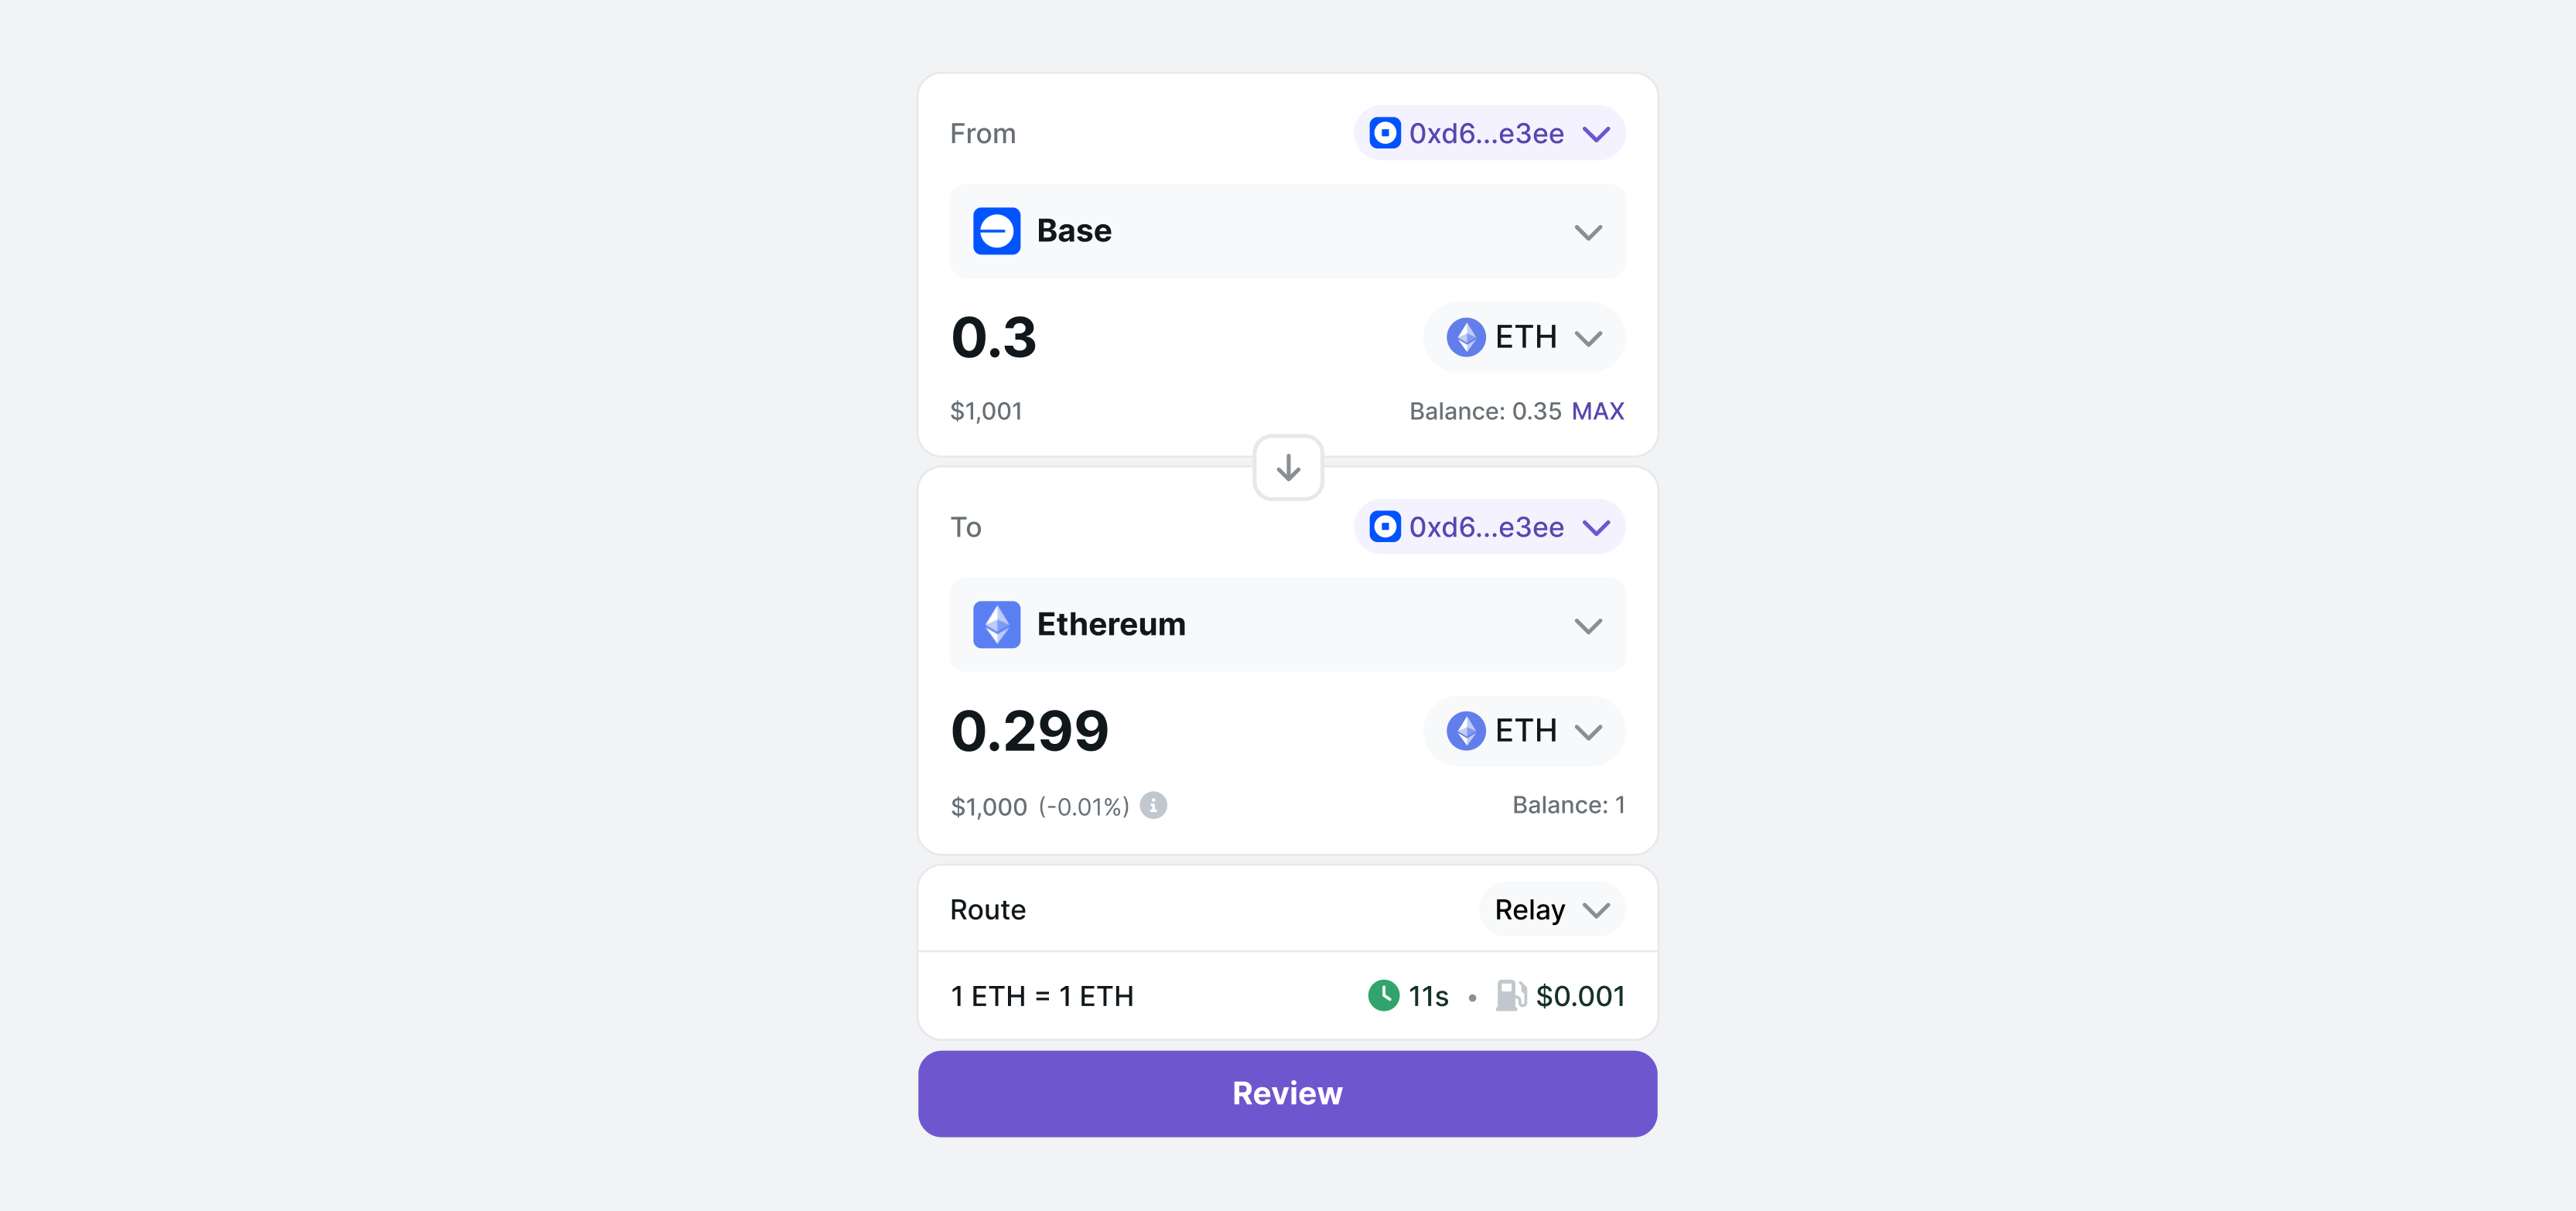 From 0xd6...e3ee
Base
0.3 ETH
$1,001 Balance: 0.35 MAX
To 0xd6...e3ee
Ethereum
0.299 ETH
$1,000 (-0.01%) Balance: 1
Route Relay
1 ETH = 1 ETH 11s • $0.001
Review